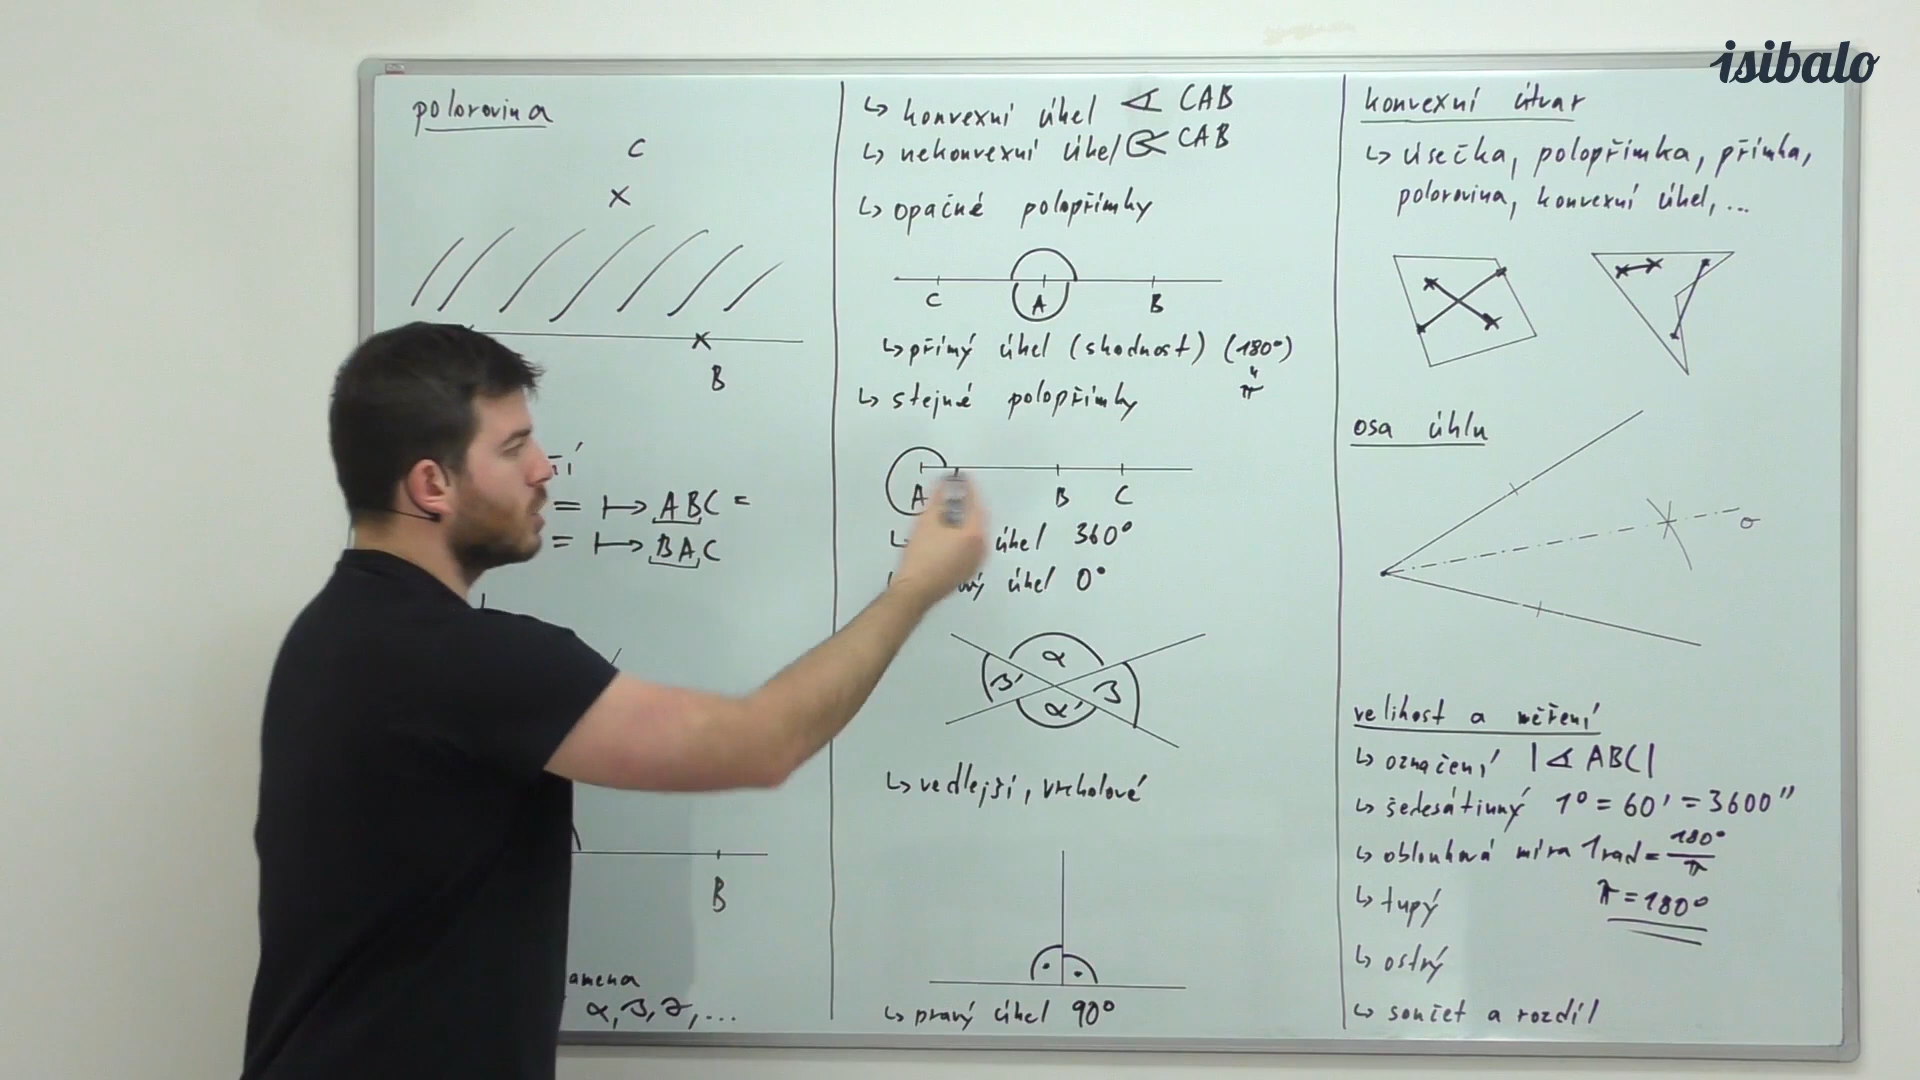 isibalo
polorovina
C
B
= ↦ ABC =
= ↦ BAC
B
α, β, γ, ...
↳ konvexní úhel ∢ CAB
↳ nekonvexní úhel CAB
↳ opačné polopřímky
C A B
↳ přímý úhel (shodnost) (180°)
π
↳ stejné polopřímky
A B C
úhel 360°
úhel 0°
α
β' β
α'
↳ vedlejší, vrcholové
↳ pravý úhel 90°
konvexní útvar
↳ úsečka, polopřímka, přímka,
polorovina, konvexní úhel, ...
osa úhlu
o
velikost a měření
↳ označení |∢ ABC|
↳ šedesátinný 1° = 60' = 3600"
↳ oblouková míra 1 rad = 180°/π
↳ tupý π = 180°
↳ ostrý
↳ součet a rozdíl